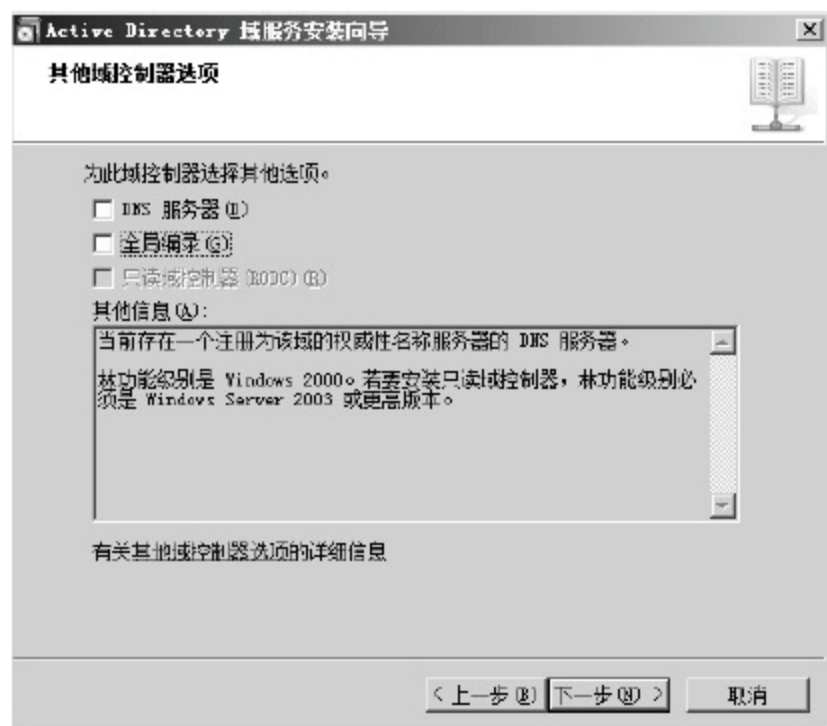 Active Directory 域服务安装向导
其他域控制器选项
为此域控制器选择其他选项。
DNS 服务器(D)
全局编录(G)
只读域控制器(RODC)(R)
其他信息(A):
当前存在一个注册为该域的权威性名称服务器的 DNS 服务器。
林功能级别是 Windows 2000。若要安装只读域控制器，林功能级别必
须是 Windows Server 2003 或更高版本。
有关其他域控制器选项的详细信息
< 上一步(B) 下一步(N) > 取消